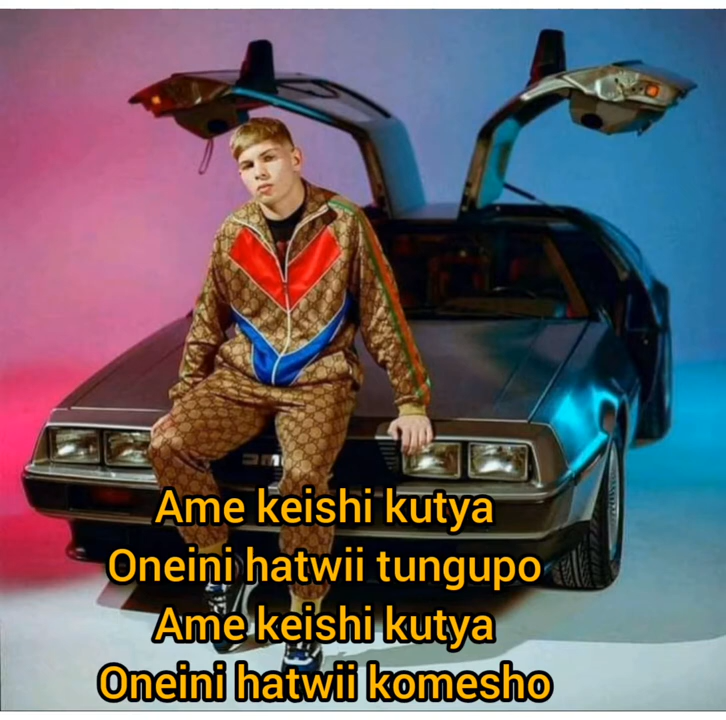 Ame keishi kutya
Oneini hatwii tungupo
Ame keishi kutya
Oneini hatwii komesho